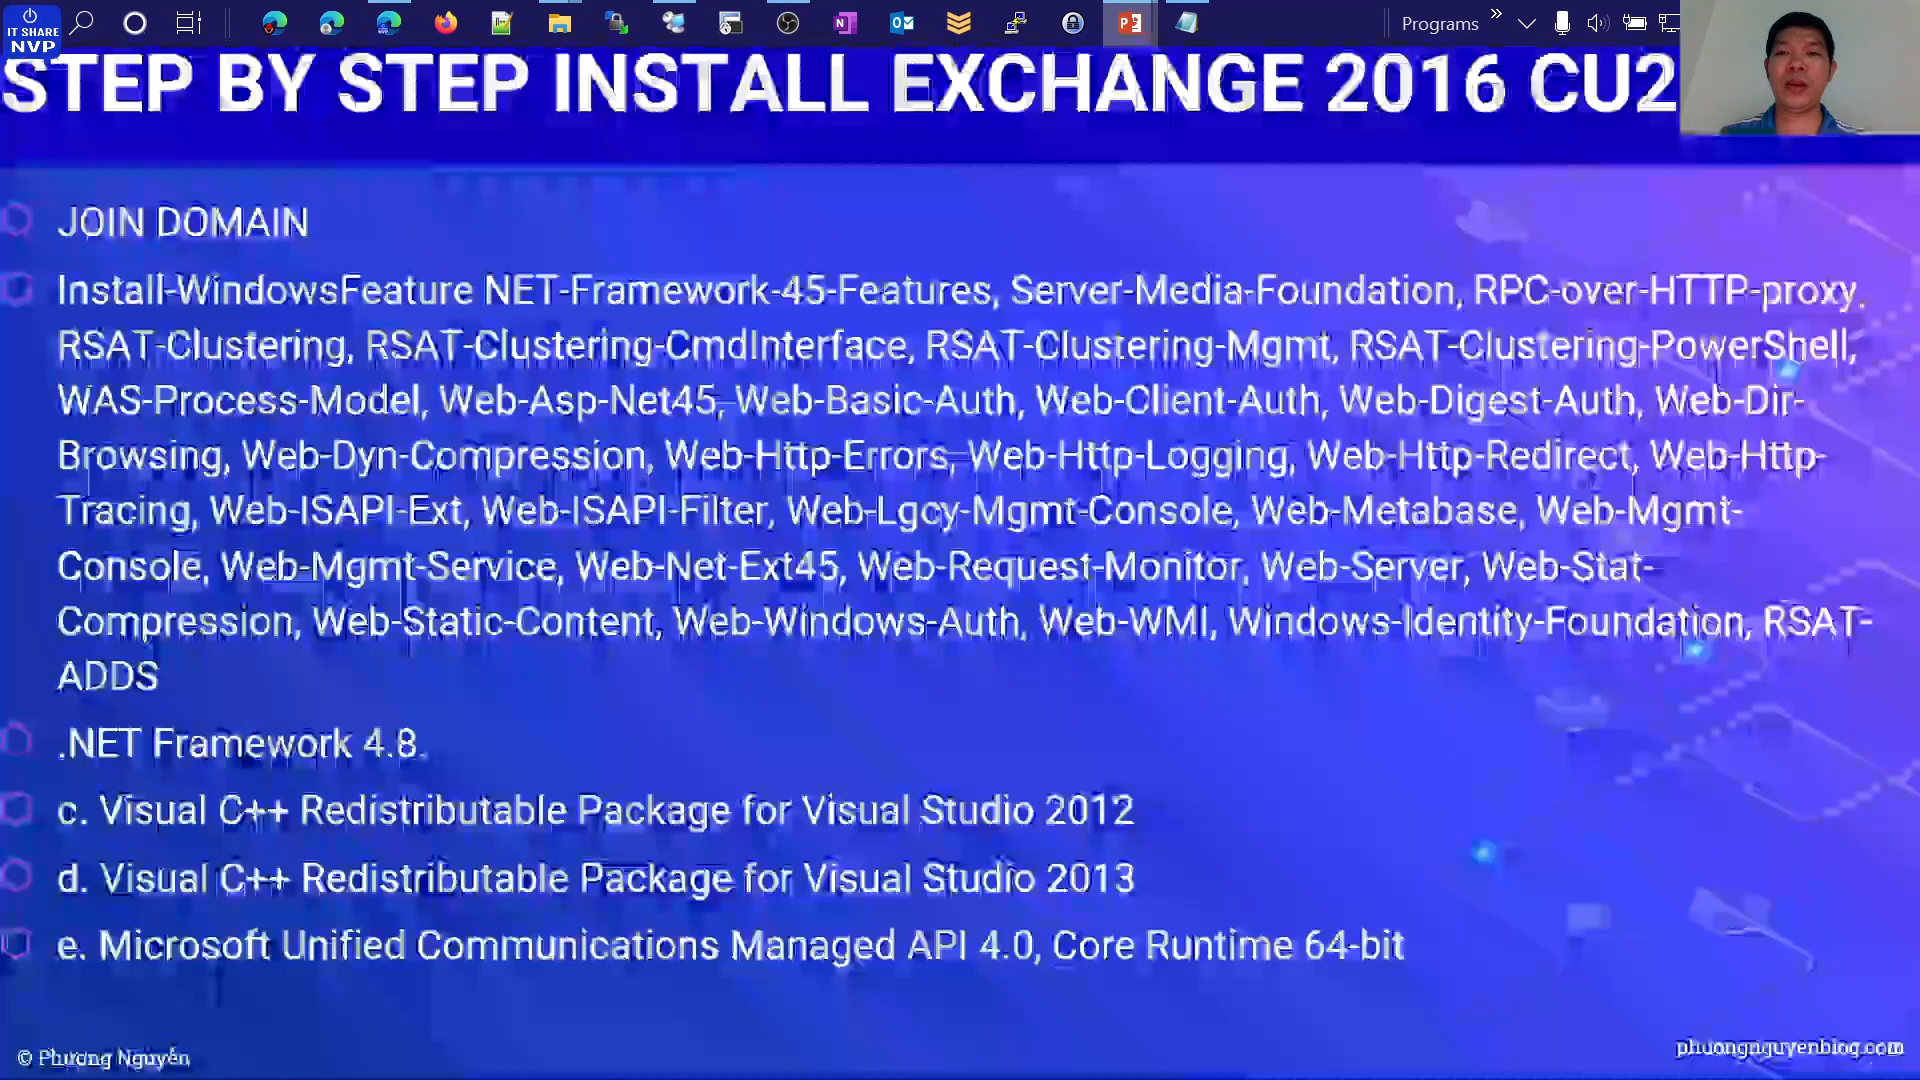 IT SHARE
NVP
Programs
STEP BY STEP INSTALL EXCHANGE 2016 CU2
JOIN DOMAIN
Install-WindowsFeature NET-Framework-45-Features, Server-Media-Foundation, RPC-over-HTTP-proxy,
RSAT-Clustering, RSAT-Clustering-CmdInterface, RSAT-Clustering-Mgmt, RSAT-Clustering-PowerShell,
WAS-Process-Model, Web-Asp-Net45, Web-Basic-Auth, Web-Client-Auth, Web-Digest-Auth, Web-Dir-
Browsing, Web-Dyn-Compression, Web-Http-Errors, Web-Http-Logging, Web-Http-Redirect, Web-Http-
Tracing, Web-ISAPI-Ext, Web-ISAPI-Filter, Web-Lgcy-Mgmt-Console, Web-Metabase, Web-Mgmt-
Console, Web-Mgmt-Service, Web-Net-Ext45, Web-Request-Monitor, Web-Server, Web-Stat-
Compression, Web-Static-Content, Web-Windows-Auth, Web-WMI, Windows-Identity-Foundation, RSAT-
ADDS
.NET Framework 4.8.
c. Visual C++ Redistributable Package for Visual Studio 2012
d. Visual C++ Redistributable Package for Visual Studio 2013
e. Microsoft Unified Communications Managed API 4.0, Core Runtime 64-bit
© Phương Nguyễn
phuongnguyenblog.com